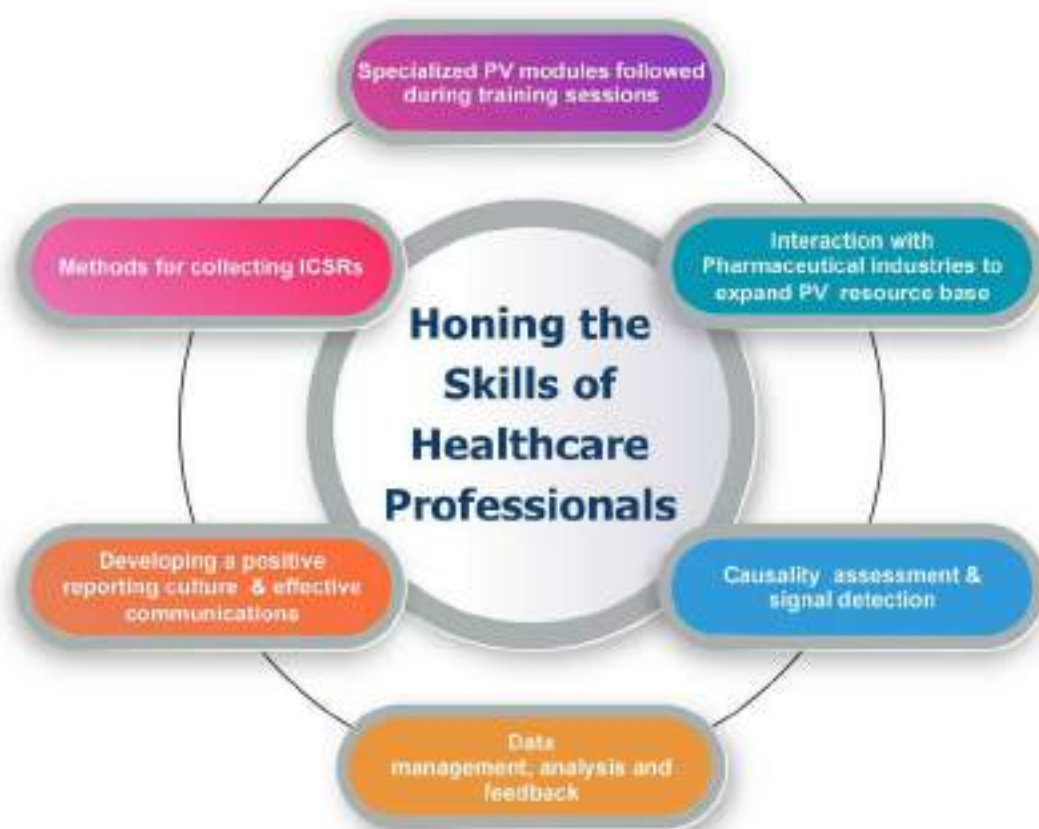 Specialized PV modules followed
during training sessions
Methods for collecting ICSRs
Interaction with
Pharmaceutical industries to
expand PV resource base
Honing the
Skills of
Healthcare
Professionals
Developing a positive
reporting culture & effective
communications
Causality assessment &
signal detection
Data
management, analysis and
feedback